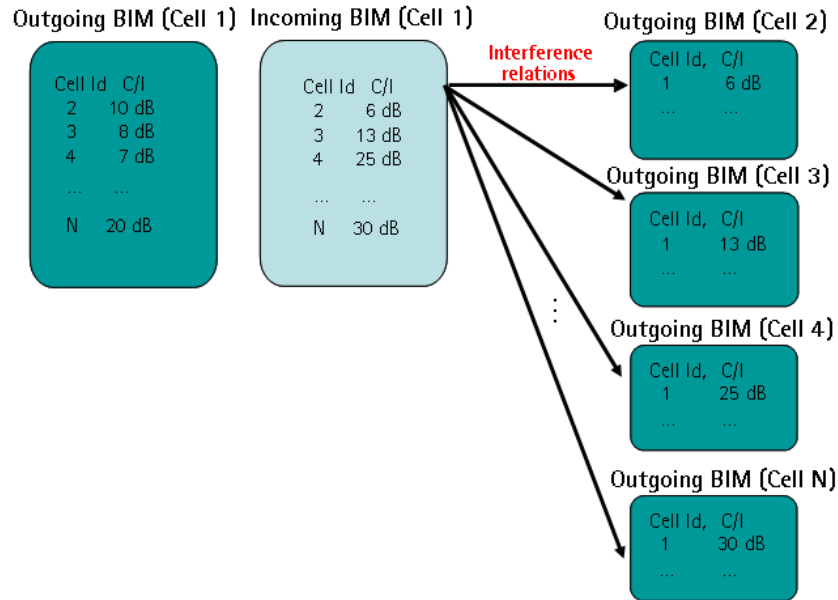 Outgoing BIM (Cell 1)
Cell Id C/I
2 10 dB
3 8 dB
4 7 dB
... ...
N 20 dB
Incoming BIM (Cell 1)
Cell Id C/I
2 6 dB
3 13 dB
4 25 dB
... ...
N 30 dB
Interference
relations
...
Outgoing BIM (Cell 2)
Cell Id, C/I
1 6 dB
... ...
Outgoing BIM (Cell 3)
Cell Id, C/I
1 13 dB
... ...
Outgoing BIM (Cell 4)
Cell Id, C/I
1 25 dB
... ...
Outgoing BIM (Cell N)
Cell Id, C/I
1 30 dB
... ...